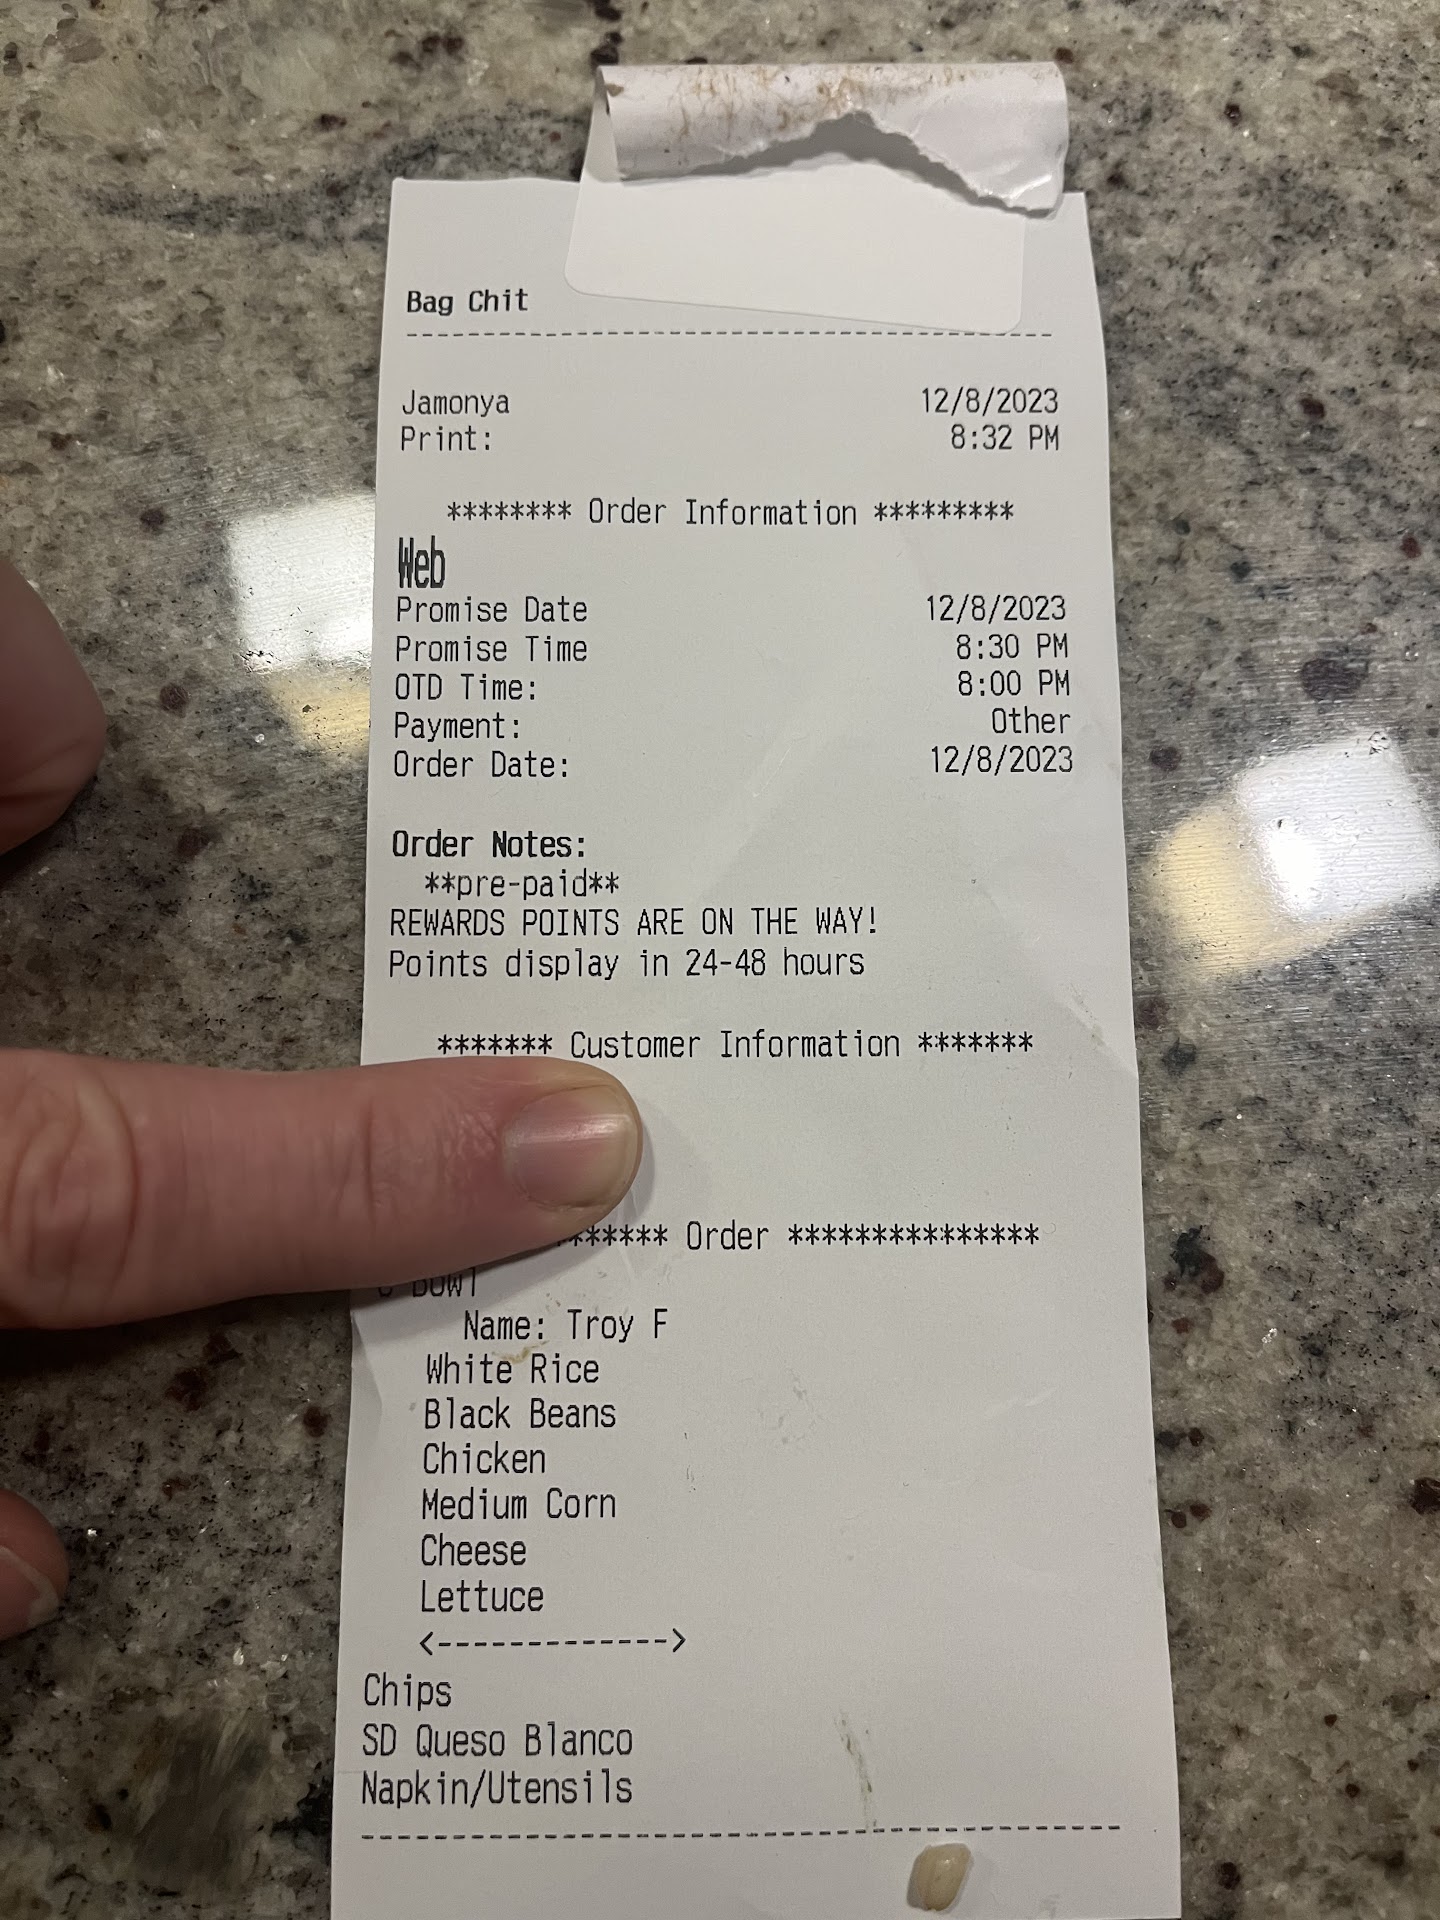 Bag Chit
-----------------------------------------------
Jamonya 12/8/2023
Print: 8:32 PM
******** Order Information *********
Web
Promise Date 12/8/2023
Promise Time 8:30 PM
OTD Time: 8:00 PM
Payment: Other
Order Date: 12/8/2023
Order Notes:
**pre-paid**
REWARDS POINTS ARE ON THE WAY!
Points display in 24-48 hours
******* Customer Information *******
******* Order ***************
Bowl
Name: Troy F
White Rice
Black Beans
Chicken
Medium Corn
Cheese
Lettuce
<------------->
Chips
SD Queso Blanco
Napkin/Utensils
-----------------------------------------------